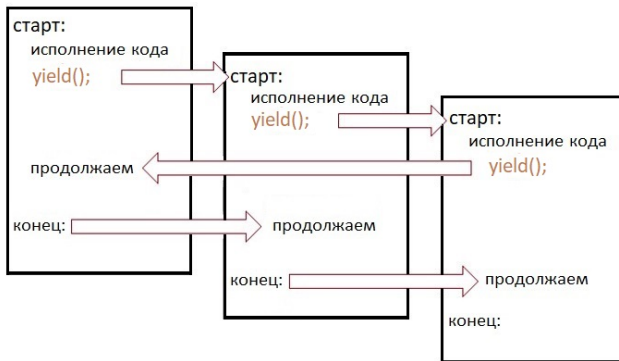 старт:
исполнение кода
yield();
продолжаем
конец:
старт:
исполнение кода
yield();
продолжаем
конец:
старт:
исполнение кода
yield();
продолжаем
конец: